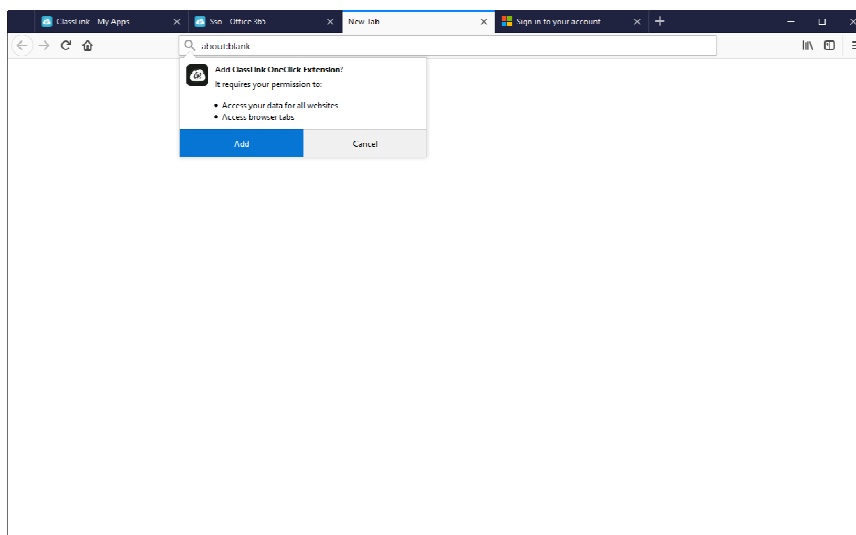 ClassLink - My Apps
Sso - Office 365
New Tab
Sign in to your account
about:blank
Add ClassLink OneClick Extension?
It requires your permission to:
• Access your data for all websites
• Access browser tabs
Add
Cancel